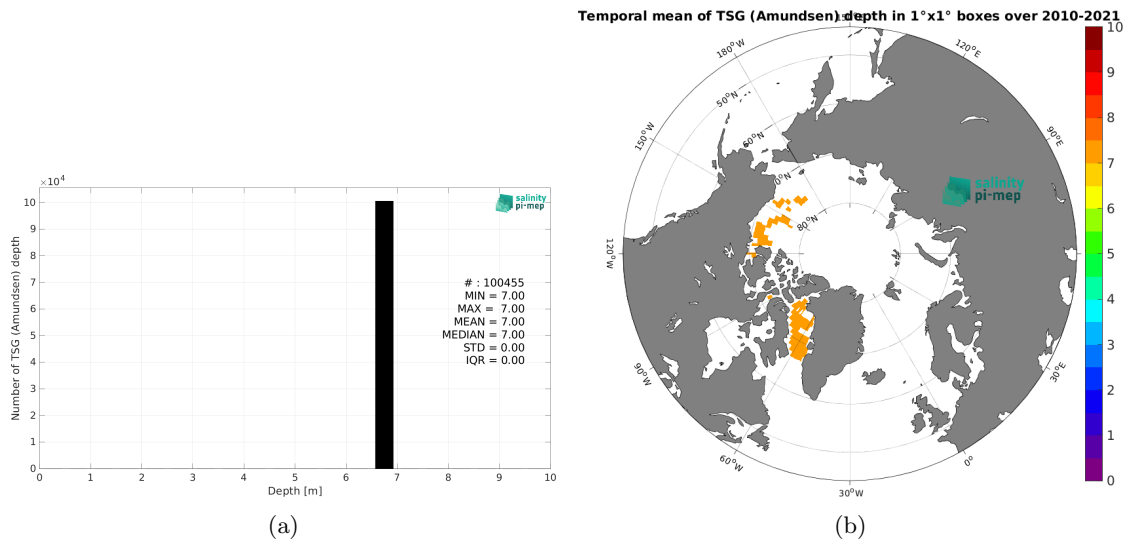 ×10⁴
10
9
8
7
6
5
4
3
2
1
0
Number of TSG (Amundsen) depth
0 1 2 3 4 5 6 7 8 9 10
Depth [m]
salinity
pi-mep
# : 100455
MIN = 7.00
MAX = 7.00
MEAN = 7.00
MEDIAN = 7.00
STD = 0.00
IQR = 0.00
(a)
Temporal mean of TSG (Amundsen) depth in 1°x1° boxes over 2010-2021
180°W
120°E
150°W
90°E
120°W
90°W
30°E
60°W
0°
30°W
50°N
60°N
80°N
salinity
pi-mep
10
9
8
7
6
5
4
3
2
1
0
(b)